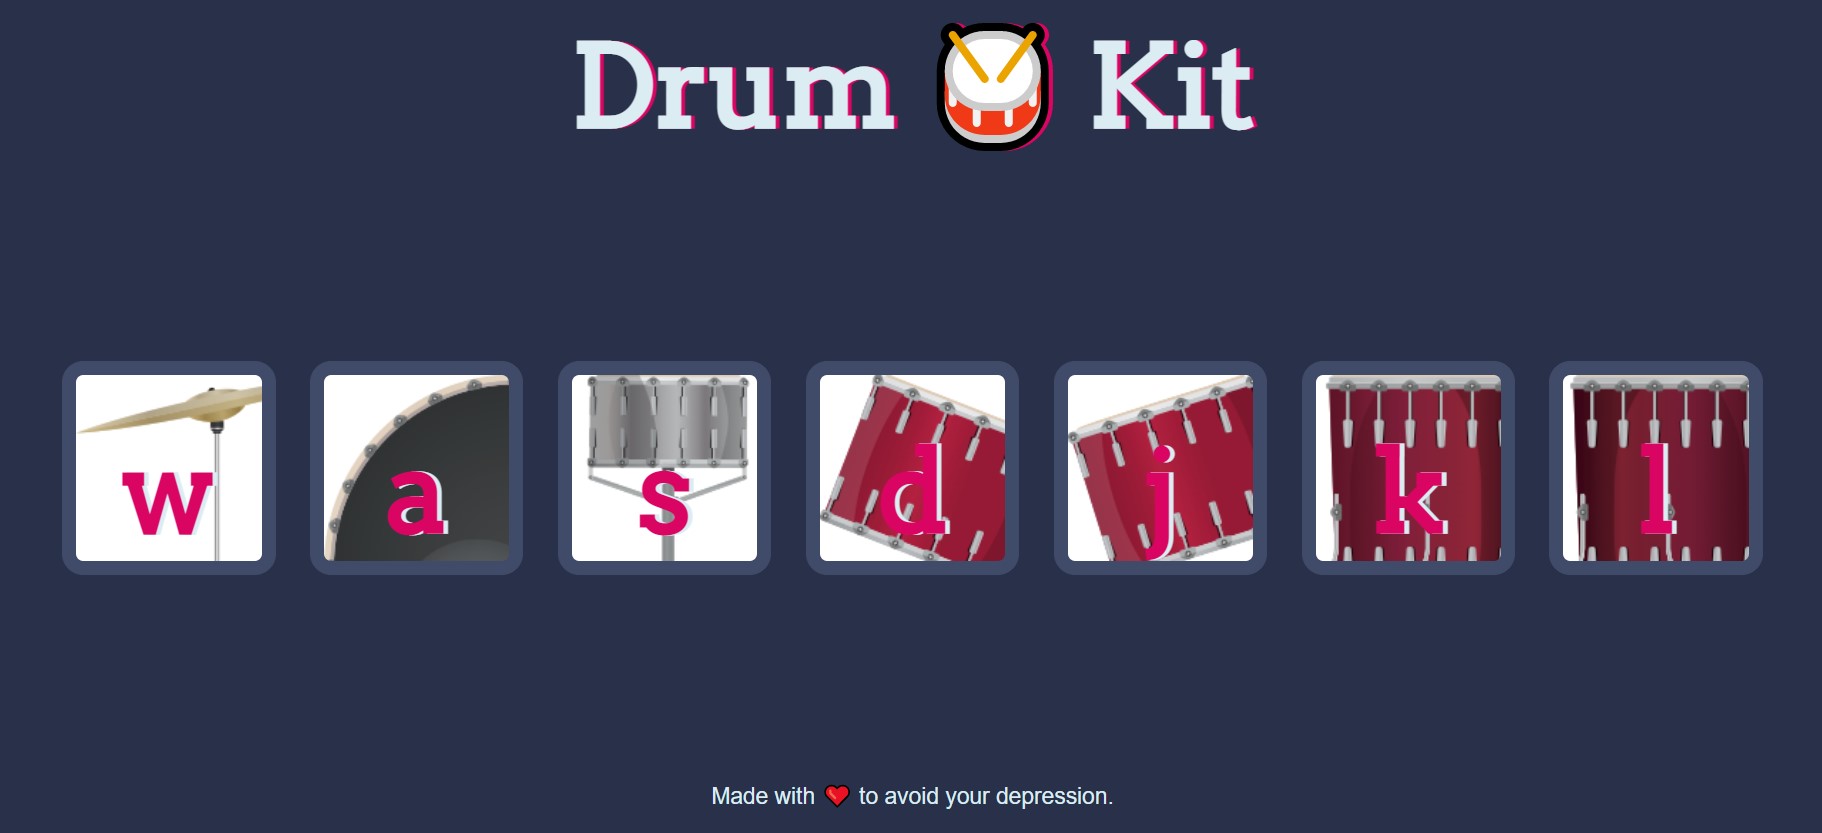 Drum 🥁 Kit
w a s d j k l
Made with ❤️ to avoid your depression.